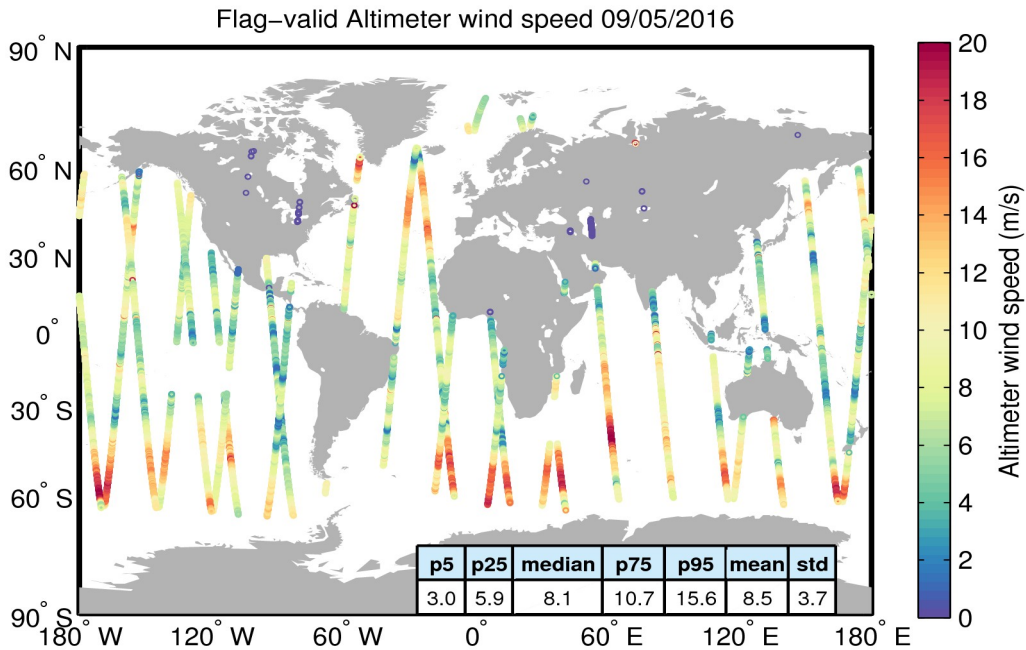 Flag−valid Altimeter wind speed 09/05/2016
90° N
60° N
30° N
0°
30° S
60° S
90° S
180° W
120° W
60° W
0°
60° E
120° E
180° E
p5 p25 median p75 p95 mean std
3.0 5.9 8.1 10.7 15.6 8.5 3.7
20
18
16
14
12
10
8
6
4
2
0
Altimeter wind speed (m/s)